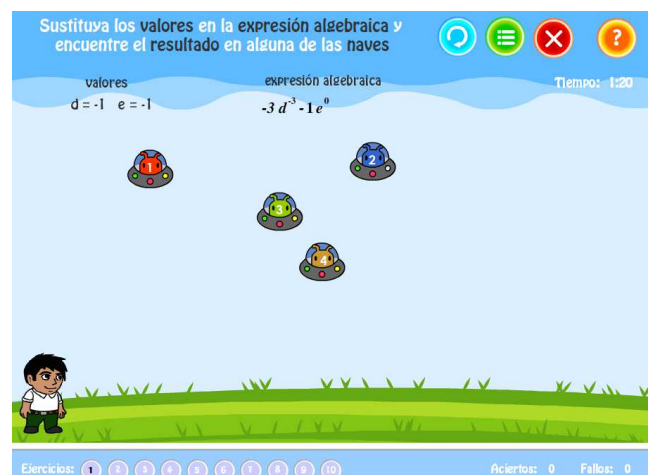 Sustituya los valores en la expresión algebraica y
encuentre el resultado en alguna de las naves
?
valores
expresión algebraica
Tiempo: 1:20
d = -1 e = -1
-3 d⁻³ - 1 e⁰
1
2
3
4
Ejercicios: 1 2 3 4 5 6 7 8 9 10
Aciertos: 0 Fallos: 0